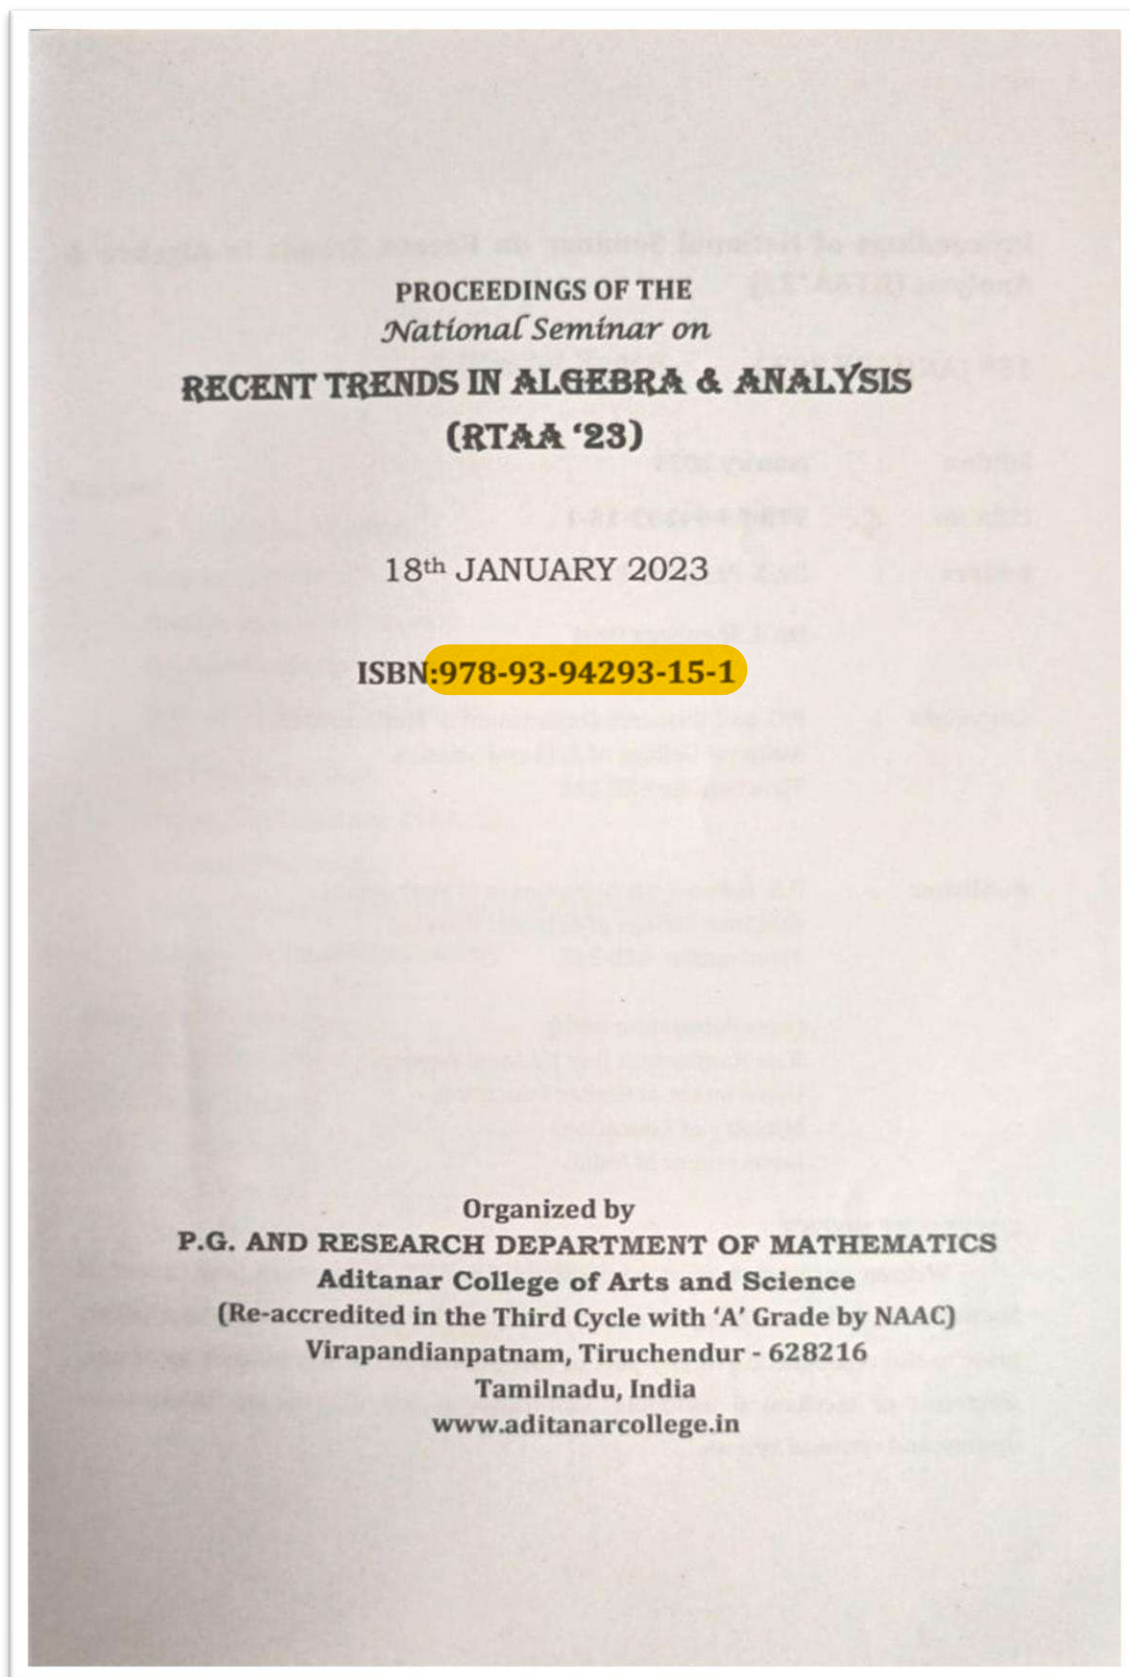 PROCEEDINGS OF THE
National Seminar on
RECENT TRENDS IN ALGEBRA & ANALYSIS
(RTAA ‘23)
18th JANUARY 2023
ISBN:978-93-94293-15-1
Organized by
P.G. AND RESEARCH DEPARTMENT OF MATHEMATICS
Aditanar College of Arts and Science
(Re-accredited in the Third Cycle with ‘A’ Grade by NAAC)
Virapandianpatnam, Tiruchendur - 628216
Tamilnadu, India
www.aditanarcollege.in